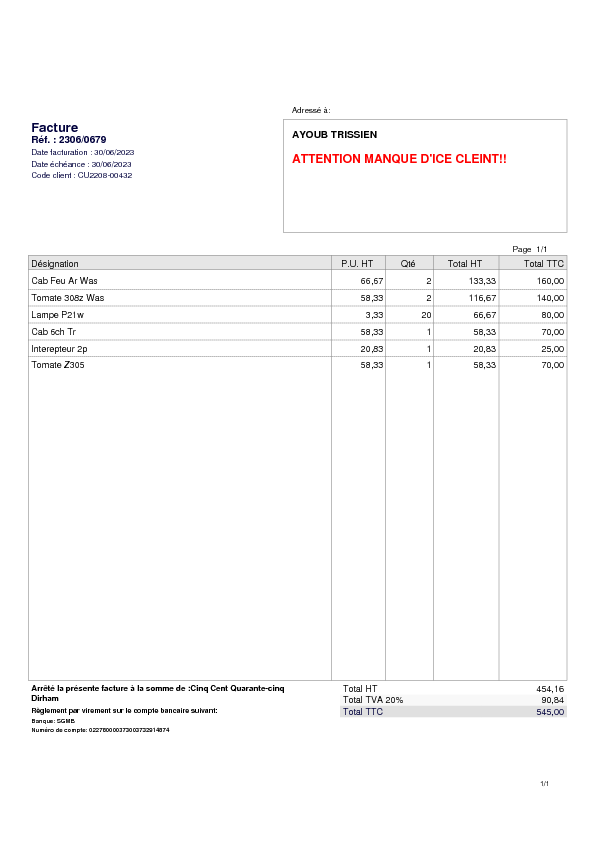 Adressé à:
Facture
Réf. : 2306/0679
Date facturation : 30/06/2023
Date échéance : 30/06/2023
Code client : CU2208-00432
AYOUB TRISSIEN
ATTENTION MANQUE D'ICE CLEINT!!
Page 1/1
Désignation P.U. HT Qté Total HT Total TTC
Cab Feu Ar Was 66,67 2 133,33 160,00
Tomate 308z Was 58,33 2 116,67 140,00
Lampe P21w 3,33 20 66,67 80,00
Cab 6ch Tr 58,33 1 58,33 70,00
Interepteur 2p 20,83 1 20,83 25,00
Tomate Z305 58,33 1 58,33 70,00
Arrêté la présente facture à la somme de :Cinq Cent Quarante-cinq
Dirham
Règlement par virement sur le compte bancaire suivant:
Banque: SGMB
Numéro de compte: 022780000373003732914874
Total HT 454,16
Total TVA 20% 90,84
Total TTC 545,00
1/1